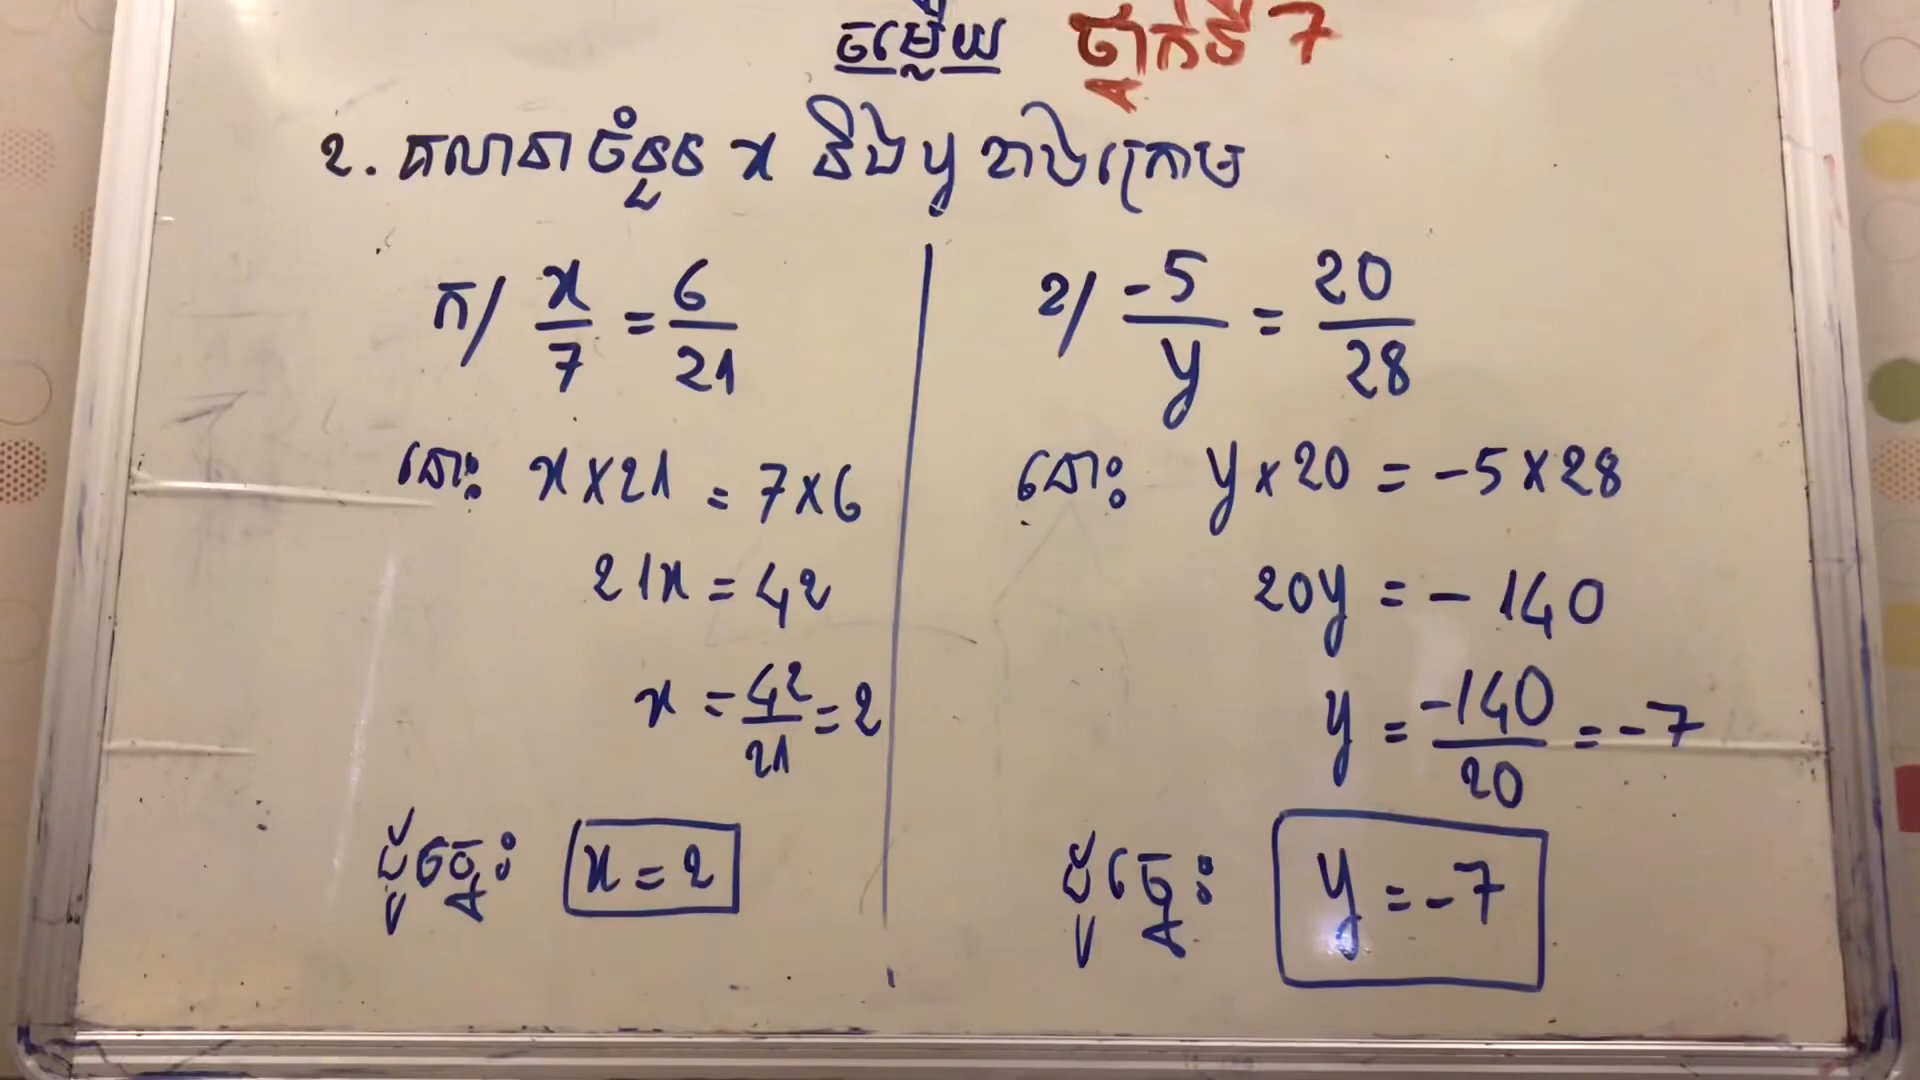 ចម្លើយ ថ្នាក់ទី 7
2. គណនាចំនួន x និង y ខាងក្រោម
ក/ x/7 = 6/21
នោះ x × 21 = 7 × 6
21x = 42
x = 42/21 = 2
ដូចនេះ x = 2
ខ/ -5/y = 20/28
នោះ y × 20 = -5 × 28
20y = -140
y = -140/20 = -7
ដូចនេះ y = -7